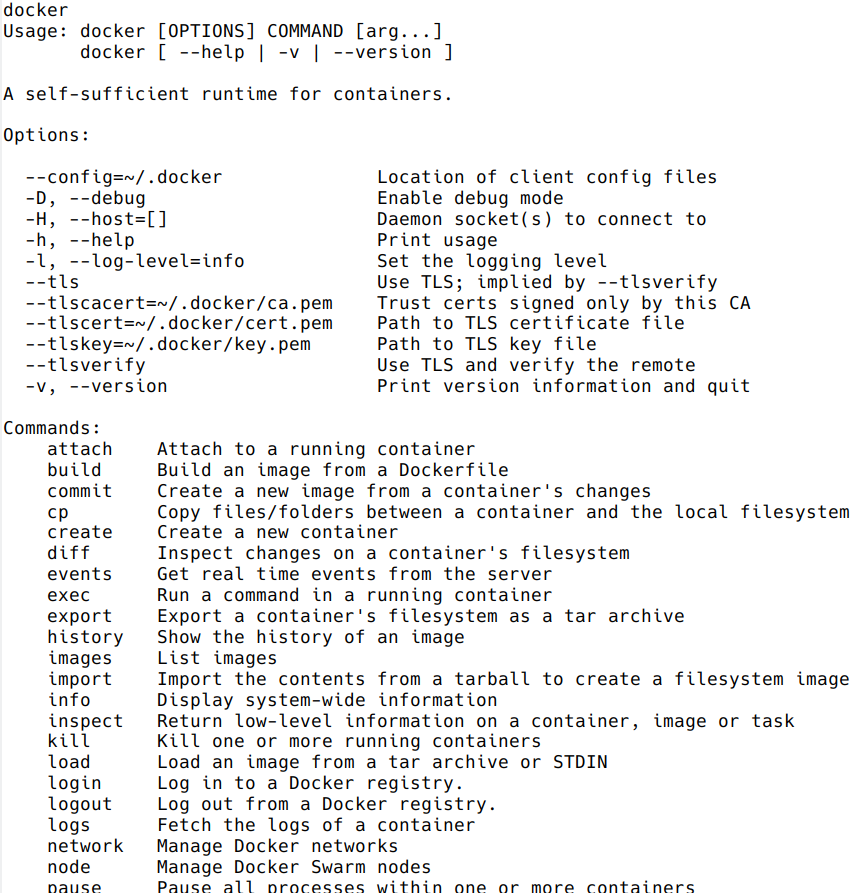 docker
Usage: docker [OPTIONS] COMMAND [arg...]
       docker [ --help | -v | --version ]

A self-sufficient runtime for containers.

Options:

  --config=~/.docker              Location of client config files
  -D, --debug                     Enable debug mode
  -H, --host=[]                   Daemon socket(s) to connect to
  -h, --help                      Print usage
  -l, --log-level=info            Set the logging level
  --tls                           Use TLS; implied by --tlsverify
  --tlscacert=~/.docker/ca.pem    Trust certs signed only by this CA
  --tlscert=~/.docker/cert.pem    Path to TLS certificate file
  --tlskey=~/.docker/key.pem      Path to TLS key file
  --tlsverify                     Use TLS and verify the remote
  -v, --version                   Print version information and quit

Commands:
    attach    Attach to a running container
    build     Build an image from a Dockerfile
    commit    Create a new image from a container's changes
    cp        Copy files/folders between a container and the local filesystem
    create    Create a new container
    diff      Inspect changes on a container's filesystem
    events    Get real time events from the server
    exec      Run a command in a running container
    export    Export a container's filesystem as a tar archive
    history   Show the history of an image
    images    List images
    import    Import the contents from a tarball to create a filesystem image
    info      Display system-wide information
    inspect   Return low-level information on a container, image or task
    kill      Kill one or more running containers
    load      Load an image from a tar archive or STDIN
    login     Log in to a Docker registry.
    logout    Log out from a Docker registry.
    logs      Fetch the logs of a container
    network   Manage Docker networks
    node      Manage Docker Swarm nodes
    pause     Pause all processes within one or more containers